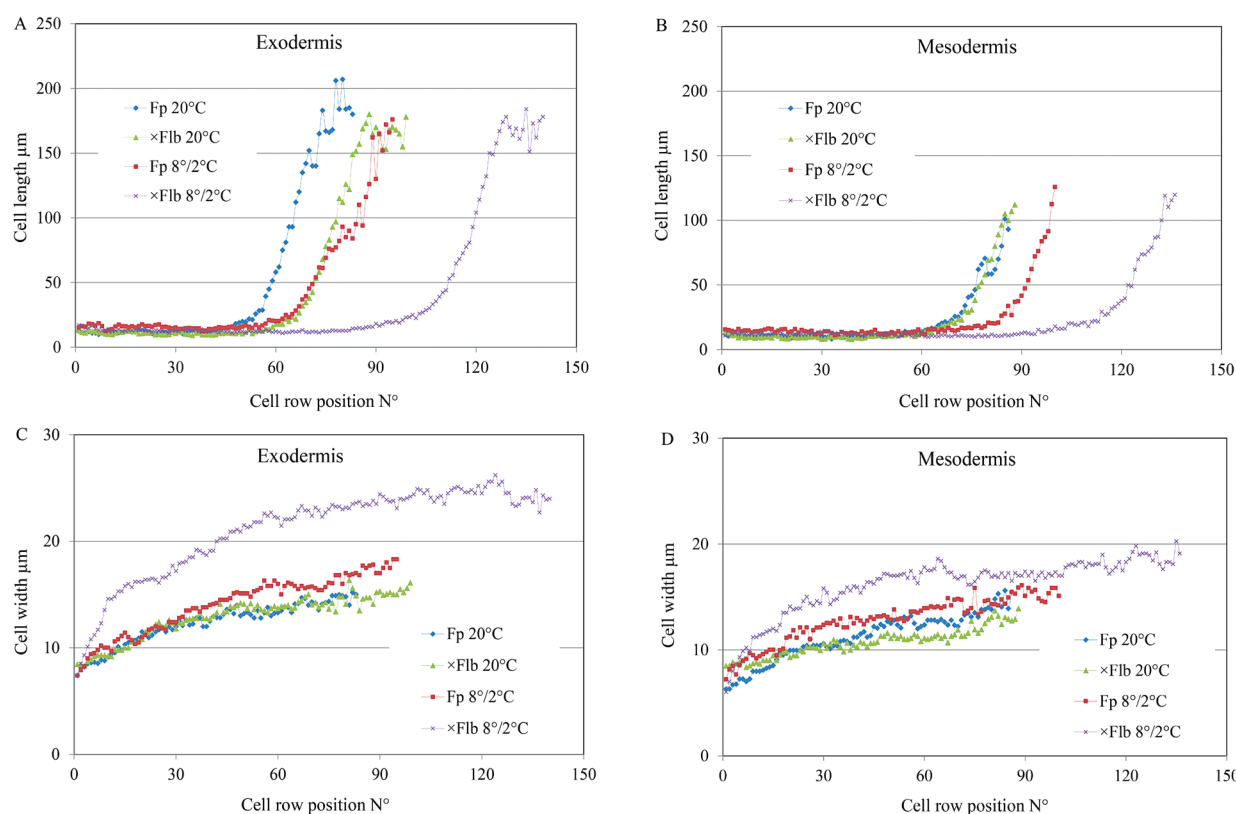 A
Exodermis
250
200
150
100
50
0
Cell length µm
Fp 20°C
×Flb 20°C
Fp 8°/2°C
×Flb 8°/2°C
0 30 60 90 120 150
Cell row position N°
B
Mesodermis
250
200
150
100
50
0
Cell length µm
Fp 20°C
×Flb 20°C
Fp 8°/2°C
×Flb 8°/2°C
0 30 60 90 120 150
Cell row position N°
C
Exodermis
30
20
10
0
Cell width µm
Fp 20°C
×Flb 20°C
Fp 8°/2°C
×Flb 8°/2°C
0 30 60 90 120 150
Cell row position N°
D
Mesodermis
30
20
10
0
Cell width µm
Fp 20°C
×Flb 20°C
Fp 8°/2°C
×Flb 8°/2°C
0 30 60 90 120 150
Cell row position N°